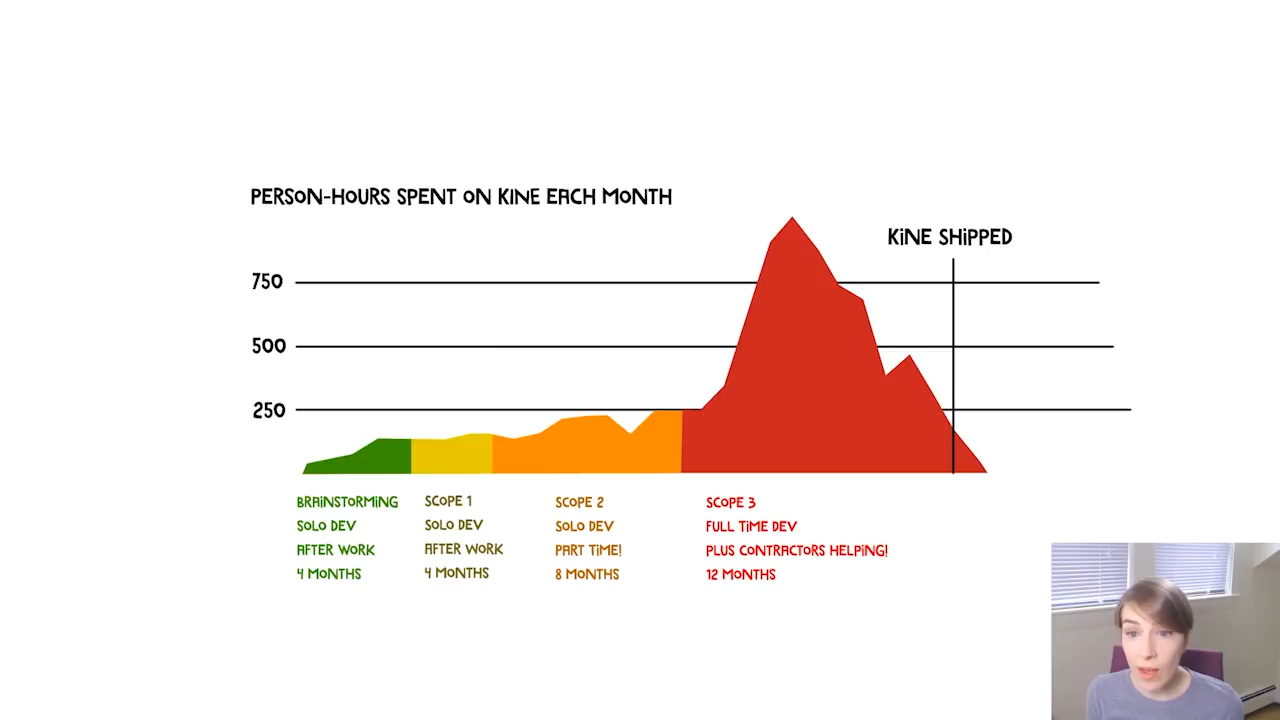 PERSON-HOURS SPENT ON KINE EACH MONTH
KINE SHIPPED
750
500
250
BRAINSTORMING
SOLO DEV
AFTER WORK
4 MONTHS
SCOPE 1
SOLO DEV
AFTER WORK
4 MONTHS
SCOPE 2
SOLO DEV
PART TIME!
8 MONTHS
SCOPE 3
FULL TIME DEV
PLUS CONTRACTORS HELPING!
12 MONTHS